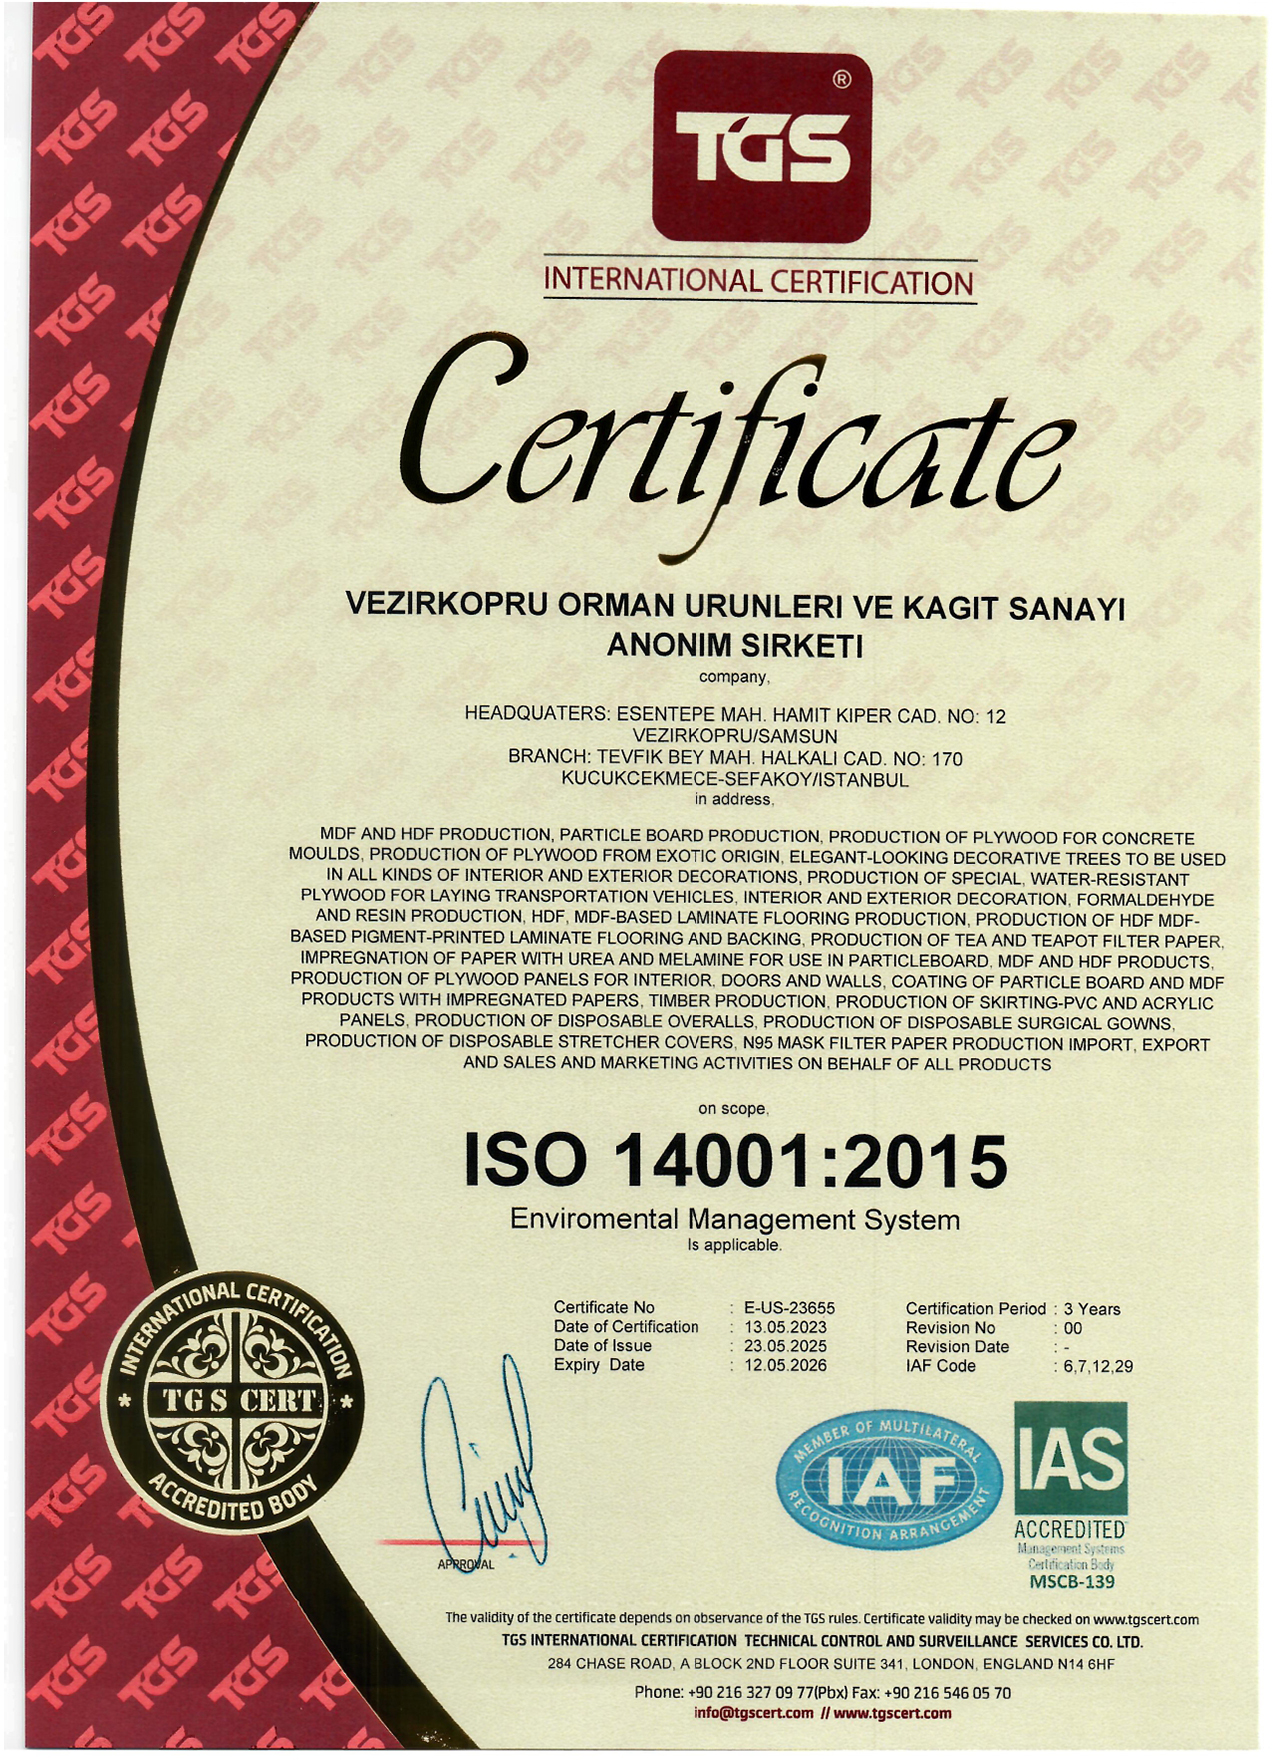 TGS ®
INTERNATIONAL CERTIFICATION
Certificate
VEZIRKOPRU ORMAN URUNLERI VE KAGIT SANAYI
ANONIM SIRKETI
company,
HEADQUATERS: ESENTEPE MAH. HAMIT KIPER CAD. NO: 12
VEZIRKOPRU/SAMSUN
BRANCH: TEVFIK BEY MAH. HALKALI CAD. NO: 170
KUCUKCEKMECE-SEFAKOY/ISTANBUL
in address,
MDF AND HDF PRODUCTION, PARTICLE BOARD PRODUCTION, PRODUCTION OF PLYWOOD FOR CONCRETE
MOULDS, PRODUCTION OF PLYWOOD FROM EXOTIC ORIGIN, ELEGANT-LOOKING DECORATIVE TREES TO BE USED
IN ALL KINDS OF INTERIOR AND EXTERIOR DECORATIONS, PRODUCTION OF SPECIAL, WATER-RESISTANT
PLYWOOD FOR LAYING TRANSPORTATION VEHICLES, INTERIOR AND EXTERIOR DECORATION, FORMALDEHYDE
AND RESIN PRODUCTION, HDF, MDF-BASED LAMINATE FLOORING PRODUCTION, PRODUCTION OF HDF MDF-
BASED PIGMENT-PRINTED LAMINATE FLOORING AND BACKING, PRODUCTION OF TEA AND TEAPOT FILTER PAPER,
IMPREGNATION OF PAPER WITH UREA AND MELAMINE FOR USE IN PARTICLEBOARD, MDF AND HDF PRODUCTS,
PRODUCTION OF PLYWOOD PANELS FOR INTERIOR, DOORS AND WALLS, COATING OF PARTICLE BOARD AND MDF
PRODUCTS WITH IMPREGNATED PAPERS, TIMBER PRODUCTION, PRODUCTION OF SKIRTING-PVC AND ACRYLIC
PANELS, PRODUCTION OF DISPOSABLE OVERALLS, PRODUCTION OF DISPOSABLE SURGICAL GOWNS,
PRODUCTION OF DISPOSABLE STRETCHER COVERS, N95 MASK FILTER PAPER PRODUCTION IMPORT, EXPORT
AND SALES AND MARKETING ACTIVITIES ON BEHALF OF ALL PRODUCTS
on scope,
ISO 14001:2015
Enviromental Management System
Is applicable.
Certificate No : E-US-23655 Certification Period : 3 Years
Date of Certification : 13.05.2023 Revision No : 00
Date of Issue : 23.05.2025 Revision Date : -
Expiry Date : 12.05.2026 IAF Code : 6,7,12,29
INTERNATIONAL CERTIFICATION
* TGS CERT *
ACCREDITED BODY
APPROVAL
MEMBER OF MULTILATERAL
IAF
RECOGNITION ARRANGEMENT
IAS
ACCREDITED
Management Systems
Certification Body
MSCB-139
The validity of the certificate depends on observance of the TGS rules. Certificate validity may be checked on www.tgscert.com
TGS INTERNATIONAL CERTIFICATION TECHNICAL CONTROL AND SURVEILLANCE SERVICES CO. LTD.
284 CHASE ROAD, A BLOCK 2ND FLOOR SUITE 341, LONDON, ENGLAND N14 6HF
Phone: +90 216 327 09 77(Pbx) Fax: +90 216 546 05 70
info@tgscert.com // www.tgscert.com